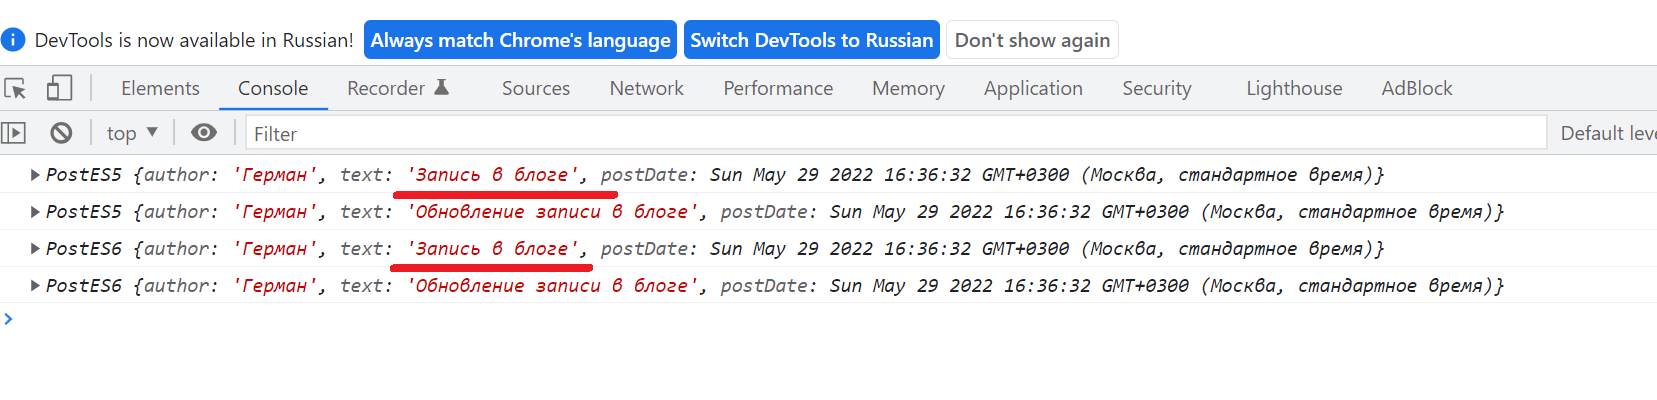 DevTools is now available in Russian! Always match Chrome's language Switch DevTools to Russian Don't show again
Elements Console Recorder Sources Network Performance Memory Application Security Lighthouse AdBlock
top Filter Default leve
PostES5 {author: 'Герман', text: 'Запись в блоге', postDate: Sun May 29 2022 16:36:32 GMT+0300 (Москва, стандартное время)}
PostES5 {author: 'Герман', text: 'Обновление записи в блоге', postDate: Sun May 29 2022 16:36:32 GMT+0300 (Москва, стандартное время)}
PostES6 {author: 'Герман', text: 'Запись в блоге', postDate: Sun May 29 2022 16:36:32 GMT+0300 (Москва, стандартное время)}
PostES6 {author: 'Герман', text: 'Обновление записи в блоге', postDate: Sun May 29 2022 16:36:32 GMT+0300 (Москва, стандартное время)}